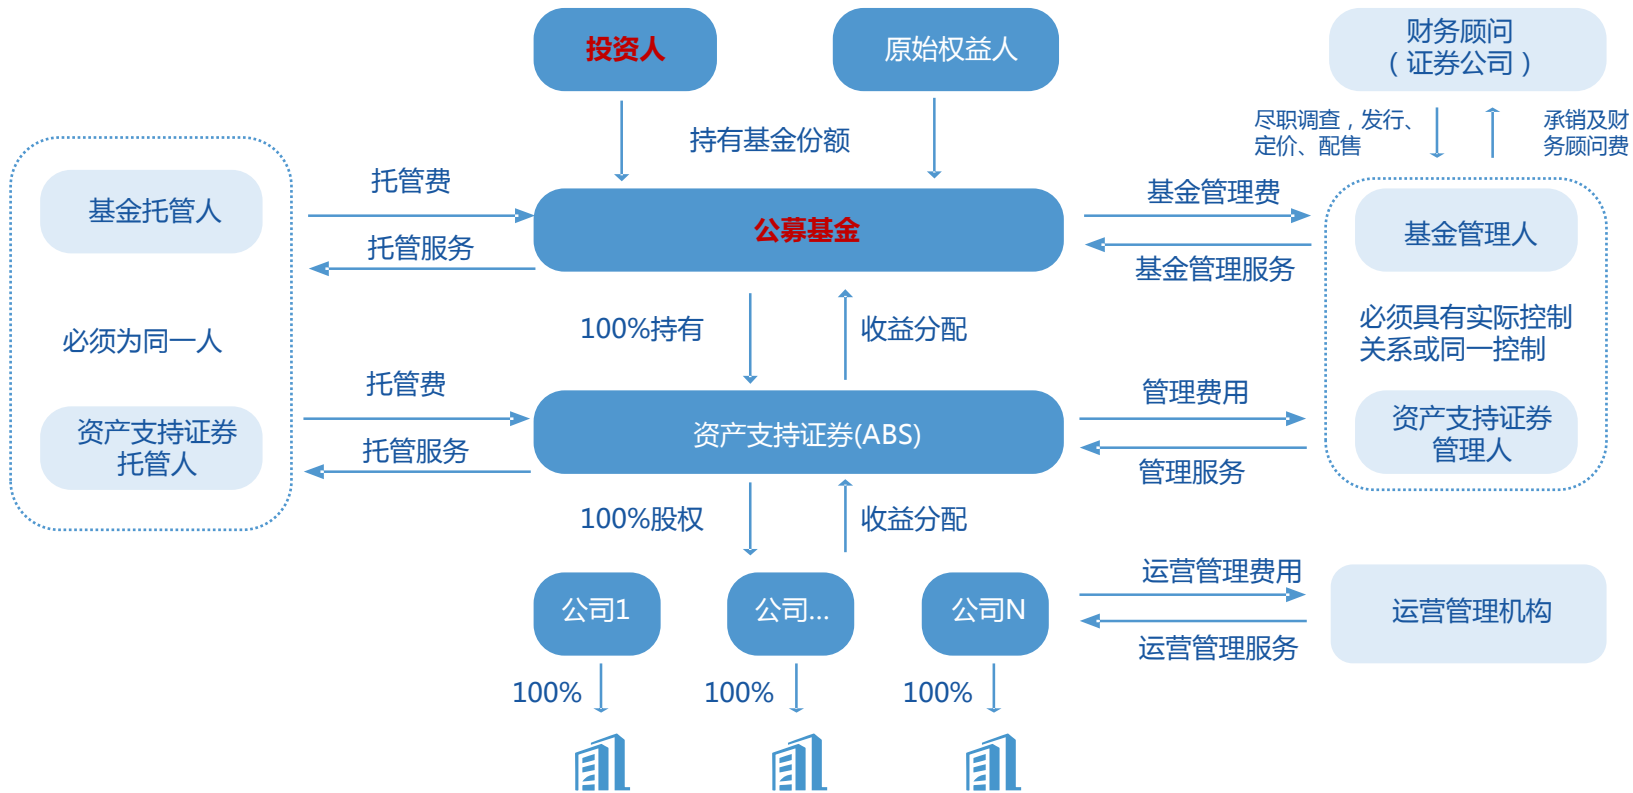 投资人
原始权益人
财务顾问
（证券公司）
持有基金份额
尽职调查，发行、
定价、配售
承销及财
务顾问费
基金托管人
托管费
托管服务
公募基金
基金管理费
基金管理服务
基金管理人
必须为同一人
100%持有
收益分配
必须具有实际控制
关系或同一控制
资产支持证券
托管人
托管费
托管服务
资产支持证券(ABS)
管理费用
管理服务
资产支持证券
管理人
100%股权
收益分配
公司1
公司...
公司N
运营管理费用
运营管理服务
运营管理机构
100%
100%
100%